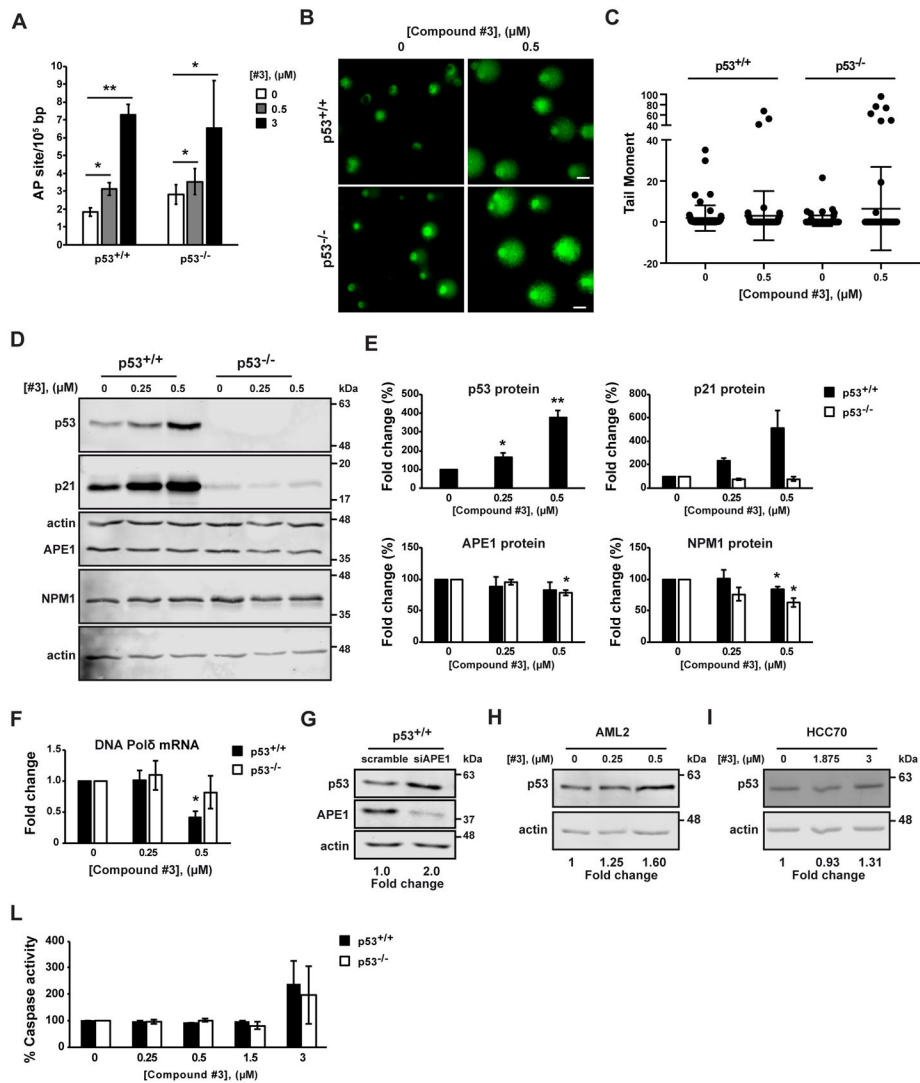 A
[#3], (µM)
0
0.5
3
AP site/10⁵ bp
10
9
8
7
6
5
4
3
2
1
0
*
**
*
*
p53+/+
p53-/-
B
[Compound #3], (µM)
0
0.5
p53+/+
p53-/-
C
p53+/+
p53-/-
Tail Moment
100
80
60
40
40
20
0
-20
0
0.5
0
0.5
[Compound #3], (µM)
D
p53+/+
p53-/-
[#3], (µM)
0
0.25
0.5
0
0.25
0.5
kDa
p53
63
48
p21
20
17
actin
48
APE1
35
NPM1
48
35
actin
48
E
p53 protein
Fold change (%)
500
400
300
200
100
0
*
**
0
0.25
0.5
[Compound #3], (µM)
p21 protein
Fold change (%)
800
600
400
200
0
0
0.25
0.5
[Compound #3], (µM)
p53+/+
p53-/-
APE1 protein
Fold change (%)
150
100
50
0
*
0
0.25
0.5
[Compound #3], (µM)
NPM1 protein
Fold change (%)
150
100
50
0
*
*
0
0.25
0.5
[Compound #3], (µM)
F
DNA Polδ mRNA
p53+/+
p53-/-
Fold change
1.5
1.0
0.5
0
*
0
0.25
0.5
[Compound #3], (µM)
G
p53+/+
scramble siAPE1 kDa
p53
63
APE1
37
actin
48
1.0 2.0
Fold change
H
AML2
[#3], (µM) 0 0.25 0.5 kDa
p53
63
actin
48
1 1.25 1.60
Fold change
I
HCC70
[#3], (µM) 0 1.875 3 kDa
p53
63
actin
48
1 0.93 1.31
Fold change
L
p53+/+
p53-/-
% Caspase activity
400
300
200
100
0
0
0.25
0.5
1.5
3
[Compound #3], (µM)